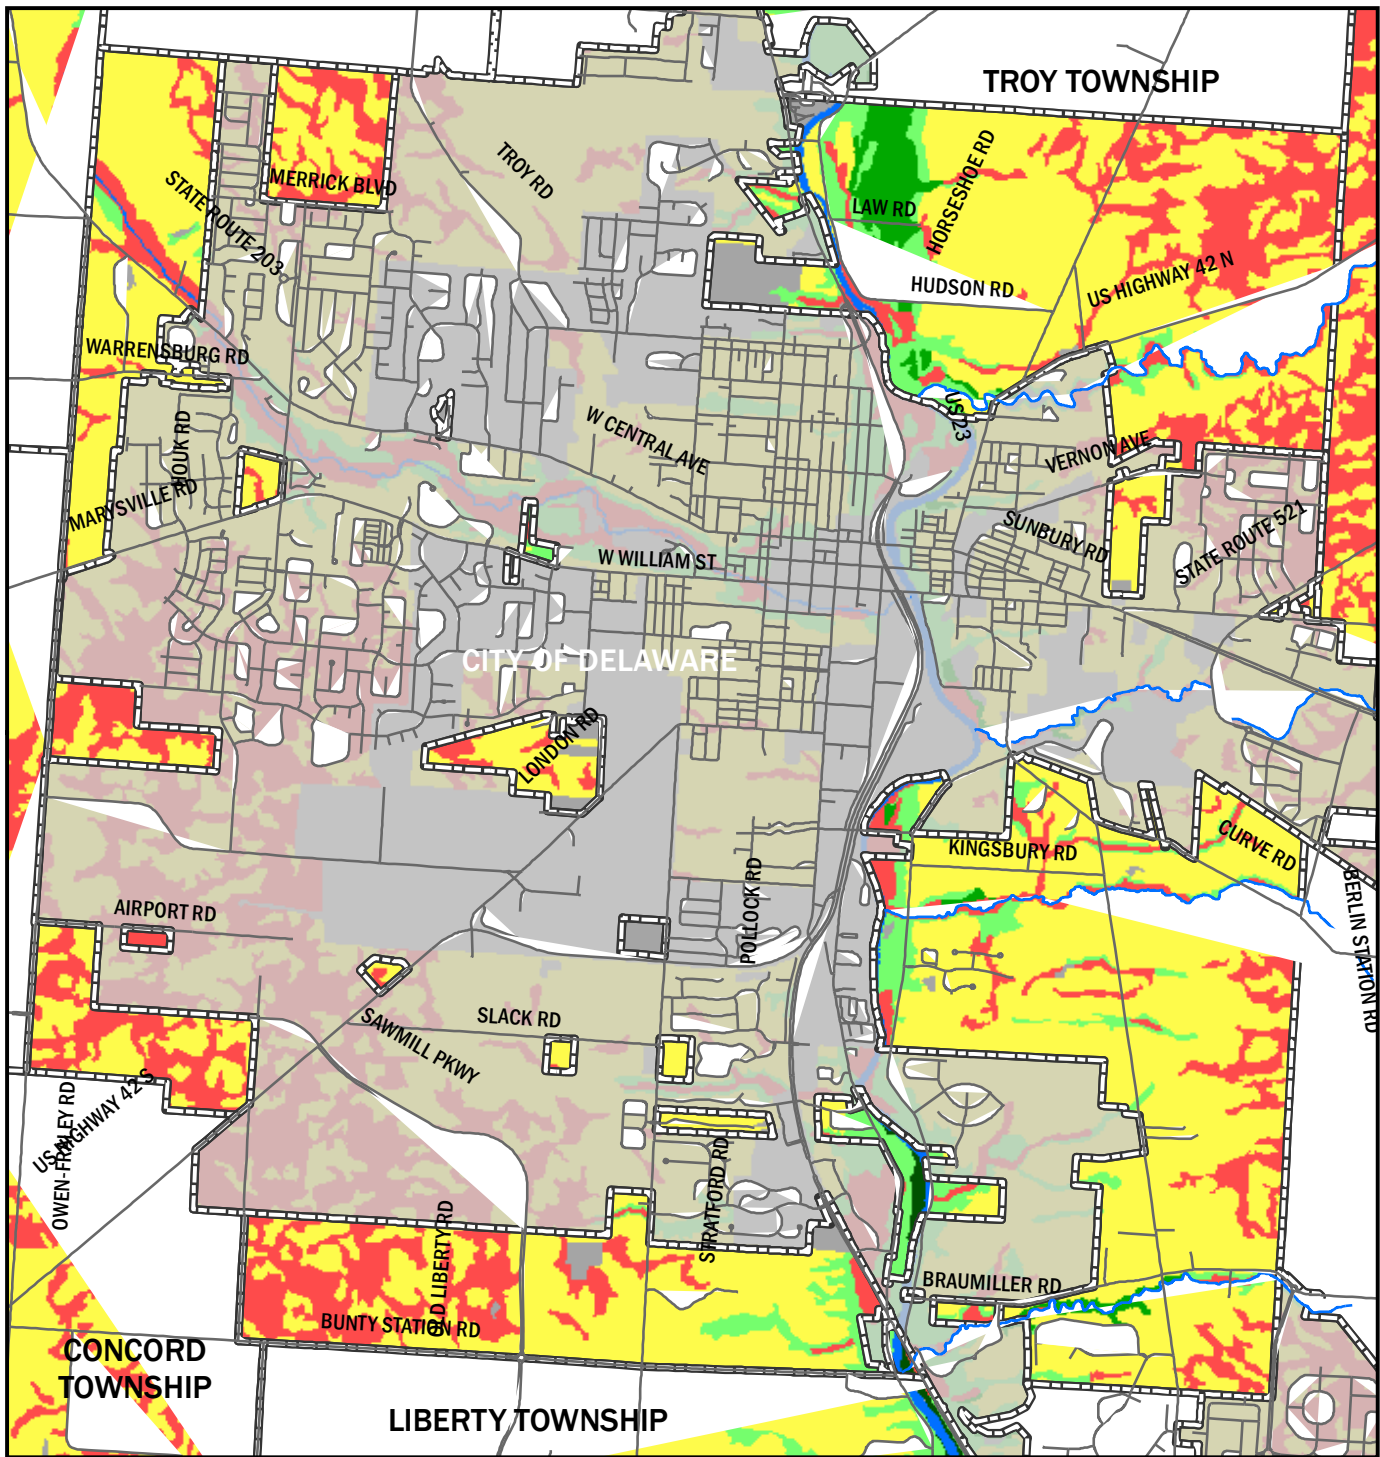 TROY TOWNSHIP
TROY RD
HORSESHOE RD
MERRICK BLVD
STATE ROUTE 203
LAW RD
HUDSON RD
US HIGHWAY 42 N
WARRENSBURG RD
HOUK RD
US 23
W CENTRAL AVE
VERNON AVE
MARYSVILLE RD
SUNBURY RD
STATE ROUTE 521
W WILLIAM ST
CITY OF DELAWARE
LONDON RD
KINGSBURY RD
CURVE RD
POLLOCK RD
BERLIN STATION RD
AIRPORT RD
SLACK RD
SAWMILL PKWY
US HIGHWAY 42 S
OWEN-FRALEY RD
STRATFORD RD
OLD LIBERTY RD
BRAUMILLER RD
BUNTY STATION RD
CONCORD
TOWNSHIP
LIBERTY TOWNSHIP